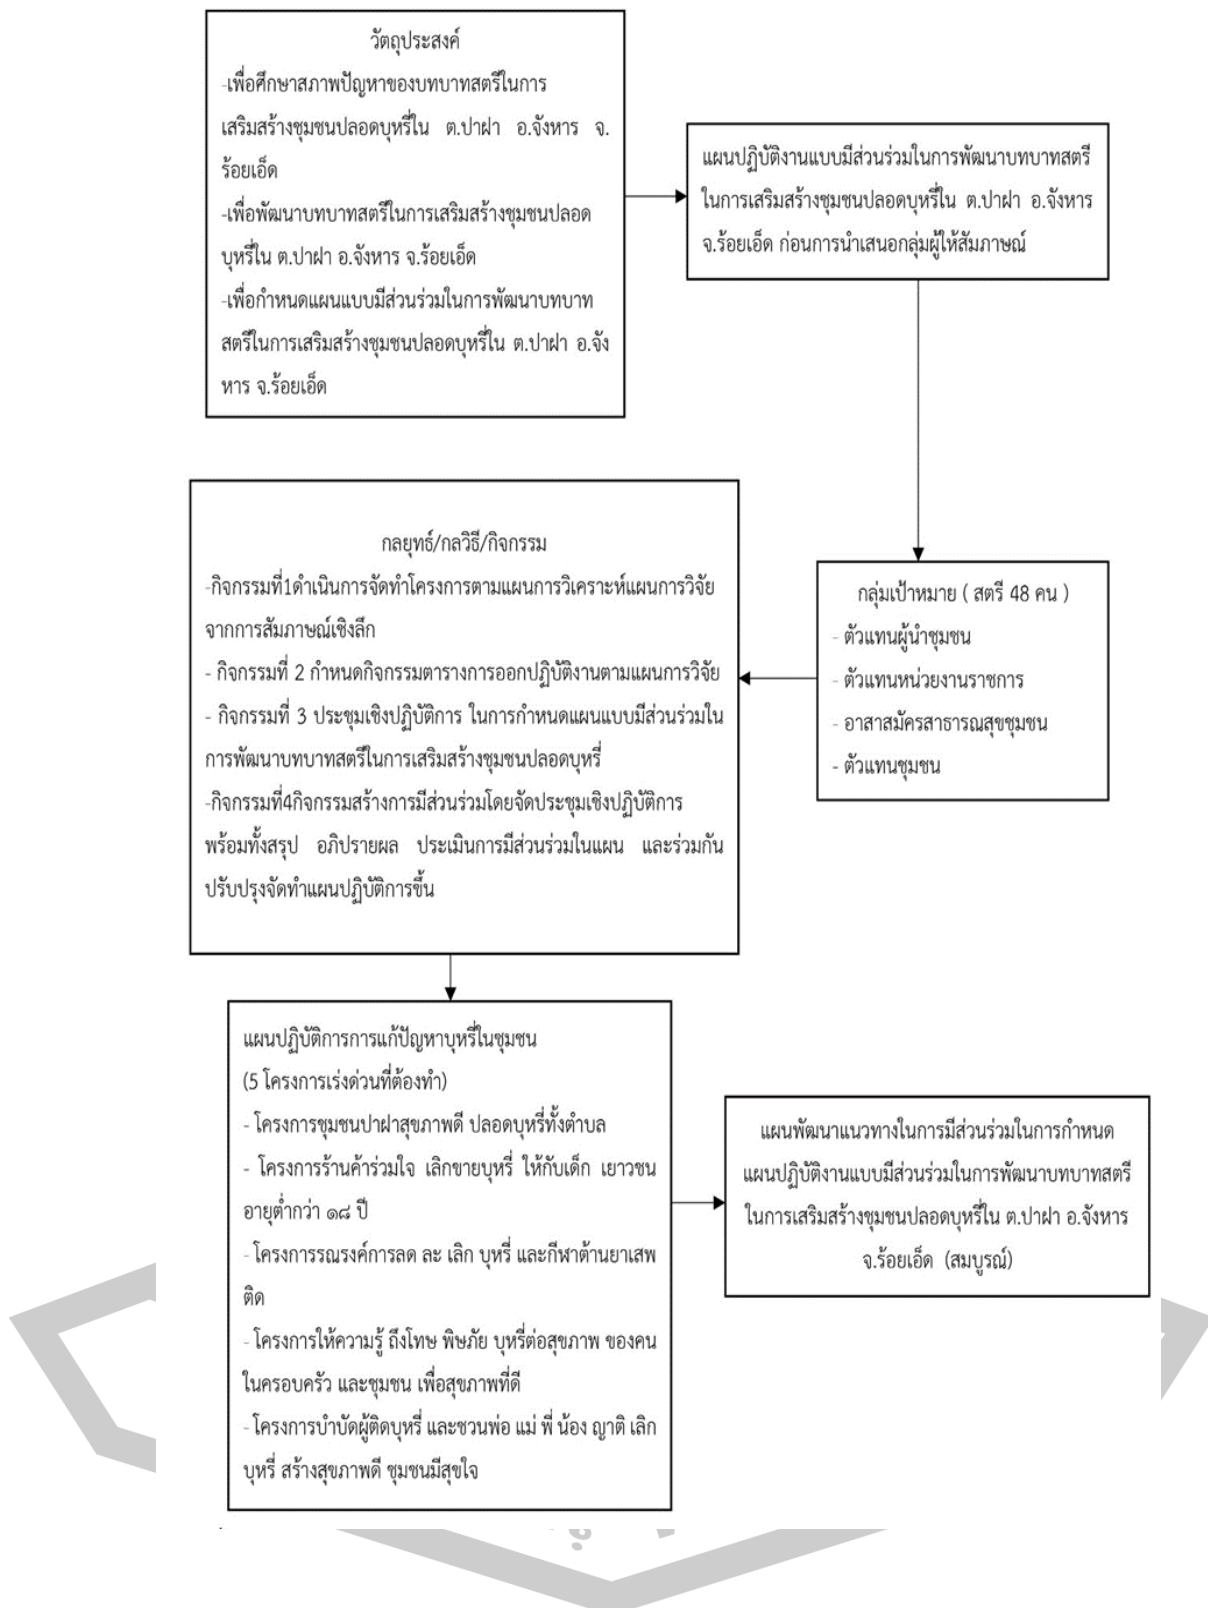 วัตถุประสงค์
-เพื่อศึกษาสภาพปัญหาของบทบาทสตรีในการ
เสริมสร้างชุมชนปลอดบุหรี่ใน ต.ปาฝา อ.จังหาร จ.
ร้อยเอ็ด
-เพื่อพัฒนาบทบาทสตรีในการเสริมสร้างชุมชนปลอด
บุหรี่ใน ต.ปาฝา อ.จังหาร จ.ร้อยเอ็ด
-เพื่อกำหนดแผนแบบมีส่วนร่วมในการพัฒนาบทบาท
สตรีในการเสริมสร้างชุมชนปลอดบุหรี่ใน ต.ปาฝา อ.จัง
หาร จ.ร้อยเอ็ด
แผนปฏิบัติงานแบบมีส่วนร่วมในการพัฒนาบทบาทสตรี
ในการเสริมสร้างชุมชนปลอดบุหรี่ใน ต.ปาฝา อ.จังหาร
จ.ร้อยเอ็ด ก่อนการนำเสนอกลุ่มผู้ให้สัมภาษณ์
กลุ่มเป้าหมาย ( สตรี 48 คน )
- ตัวแทนผู้นำชุมชน
- ตัวแทนหน่วยงานราชการ
- อาสาสมัครสาธารณสุขชุมชน
- ตัวแทนชุมชน
กลยุทธ์/กลวิธี/กิจกรรม
-กิจกรรมที่1ดำเนินการจัดทำโครงการตามแผนการวิเคราะห์แผนการวิจัย
จากการสัมภาษณ์เชิงลึก
- กิจกรรมที่ 2 กำหนดกิจกรรมตารางการออกปฏิบัติงานตามแผนการวิจัย
- กิจกรรมที่ 3 ประชุมเชิงปฏิบัติการ ในการกำหนดแผนแบบมีส่วนร่วมใน
การพัฒนาบทบาทสตรีในการเสริมสร้างชุมชนปลอดบุหรี่
-กิจกรรมที่4กิจกรรมสร้างการมีส่วนร่วมโดยจัดประชุมเชิงปฏิบัติการ
พร้อมทั้งสรุป อภิปรายผล ประเมินการมีส่วนร่วมในแผน และร่วมกัน
ปรับปรุงจัดทำแผนปฏิบัติการขึ้น
แผนปฏิบัติการการแก้ปัญหาบุหรี่ในชุมชน
(5 โครงการเร่งด่วนที่ต้องทำ)
- โครงการชุมชนปาฝาสุขภาพดี ปลอดบุหรี่ทั้งตำบล
- โครงการร้านค้าร่วมใจ เลิกขายบุหรี่ ให้กับเด็ก เยาวชน
อายุต่ำกว่า ๑๘ ปี
- โครงการรณรงค์การลด ละ เลิก บุหรี่ และกีฬาต้านยาเสพ
ติด
- โครงการให้ความรู้ ถึงโทษ พิษภัย บุหรี่ต่อสุขภาพ ของคน
ในครอบครัว และชุมชน เพื่อสุขภาพที่ดี
- โครงการบำบัดผู้ติดบุหรี่ และชวนพ่อ แม่ พี่ น้อง ญาติ เลิก
บุหรี่ สร้างสุขภาพดี ชุมชนมีสุขใจ
แผนพัฒนาแนวทางในการมีส่วนร่วมในการกำหนด
แผนปฏิบัติงานแบบมีส่วนร่วมในการพัฒนาบทบาทสตรี
ในการเสริมสร้างชุมชนปลอดบุหรี่ใน ต.ปาฝา อ.จังหาร
จ.ร้อยเอ็ด (สมบูรณ์)